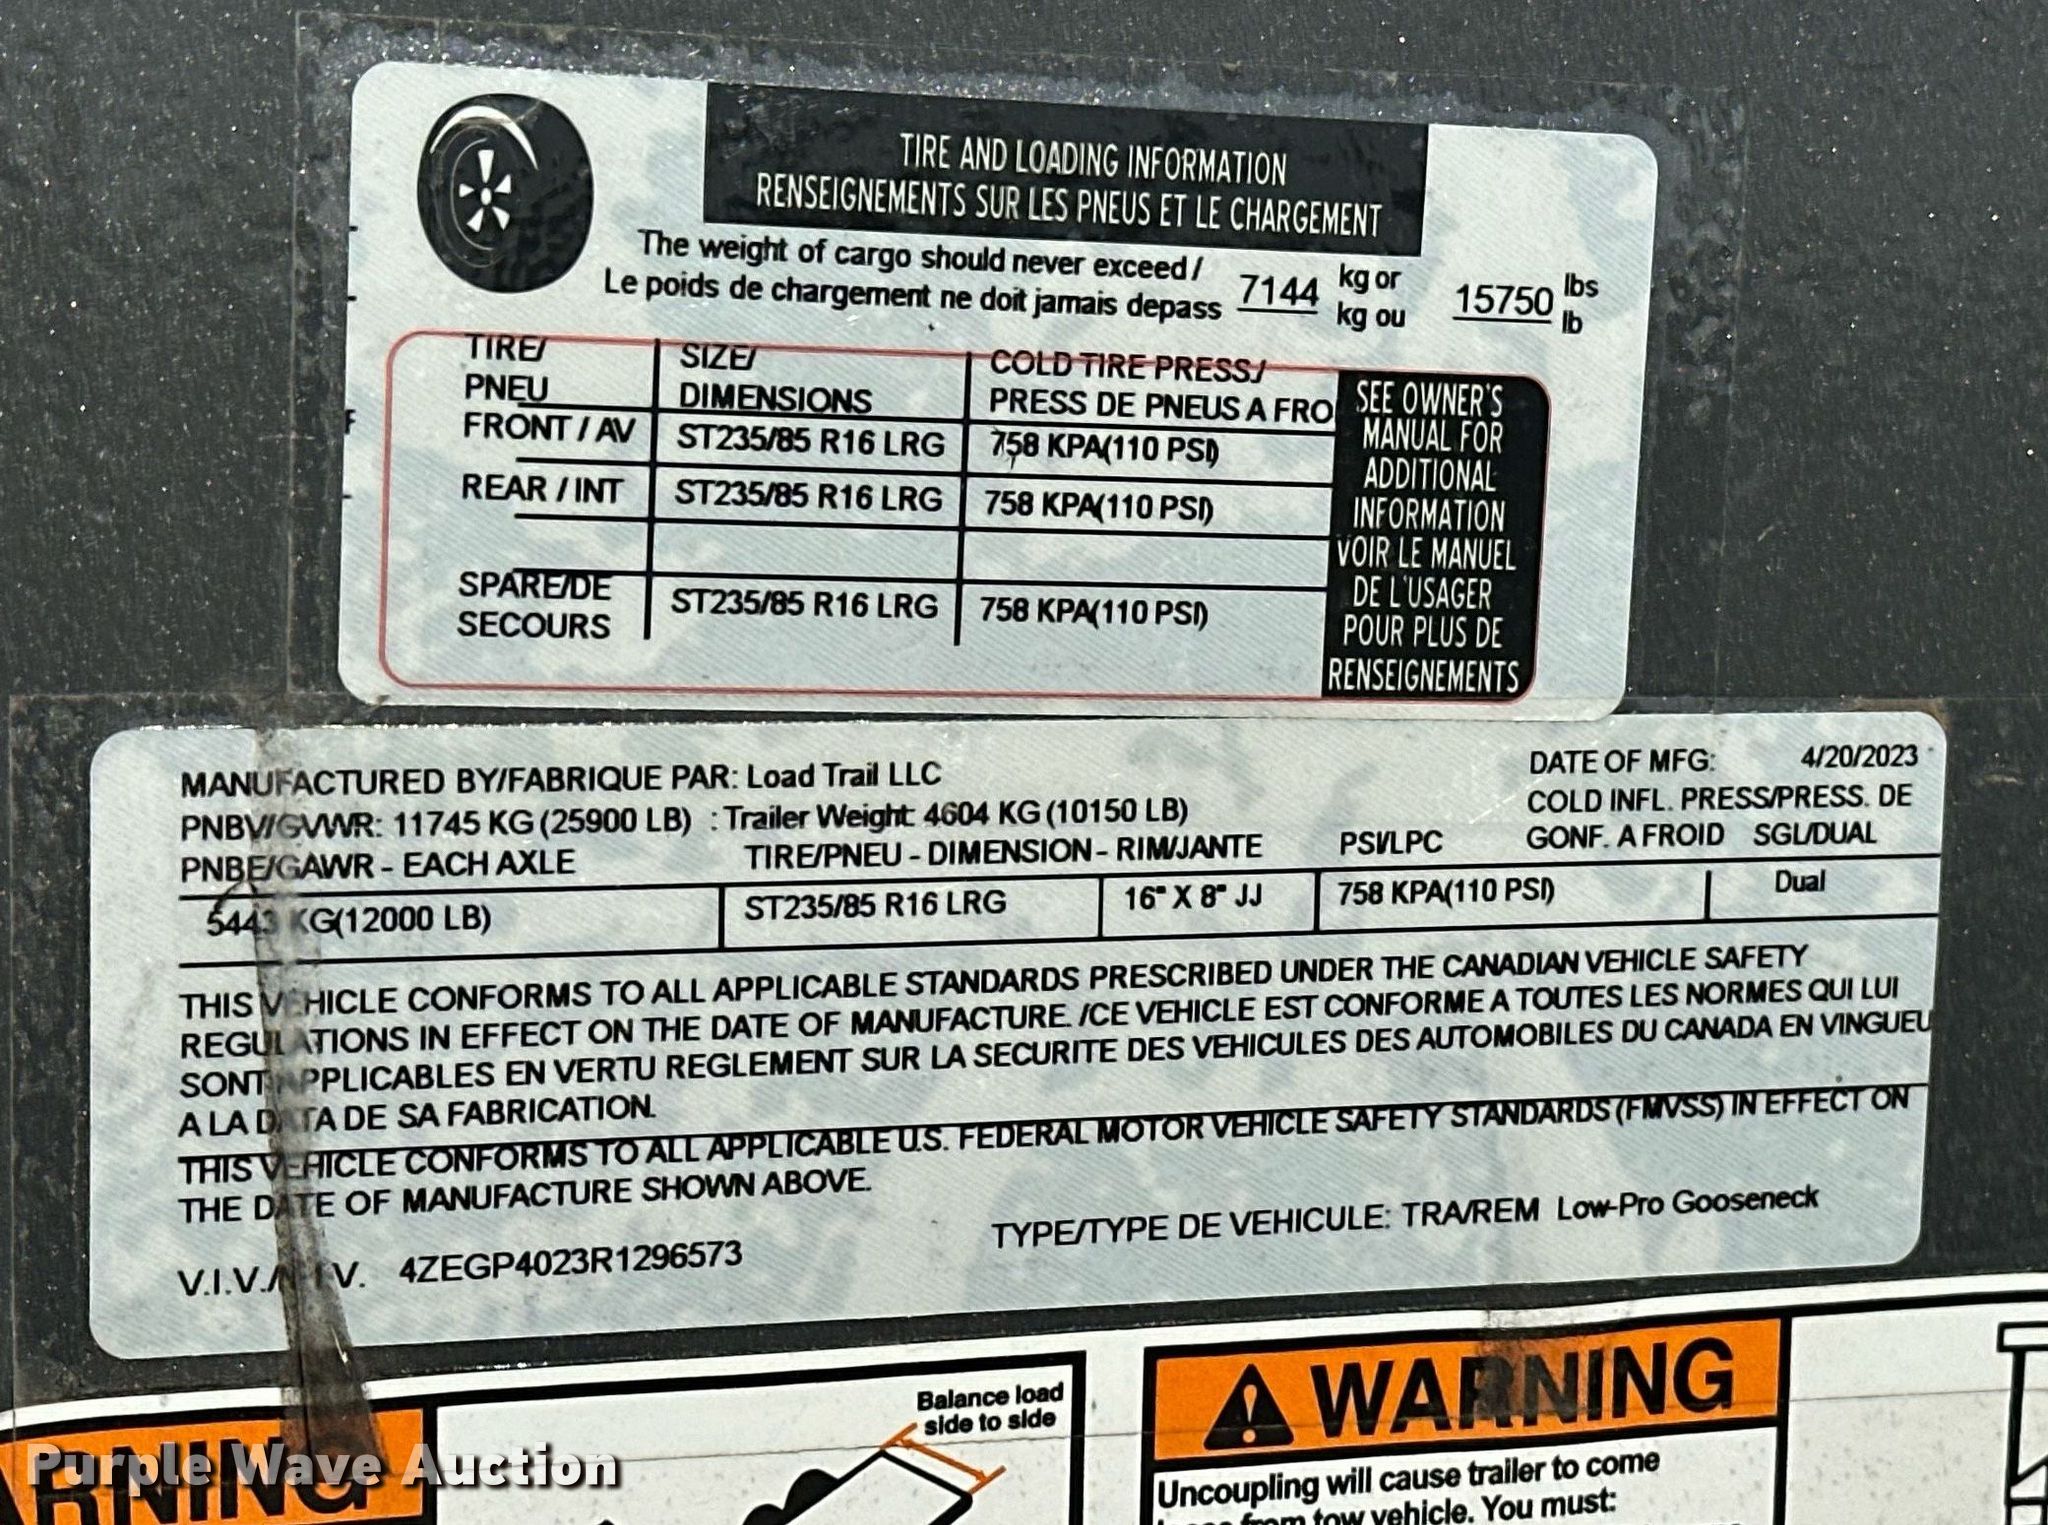 TIRE AND LOADING INFORMATION
RENSEIGNEMENTS SUR LES PNEUS ET LE CHARGEMENT
The weight of cargo should never exceed / 7144 kg or 15750 lbs
Le poids de chargement ne doit jamais depass kg ou lb
TIRE/ SIZE/ COLD TIRE PRESS./
PNEU DIMENSIONS PRESS DE PNEUS A FRO
FRONT / AV ST235/85 R16 LRG 758 KPA(110 PSI)
REAR / INT ST235/85 R16 LRG 758 KPA(110 PSI)
SPARE/DE
SECOURS ST235/85 R16 LRG 758 KPA(110 PSI)
SEE OWNER'S
MANUAL FOR
ADDITIONAL
INFORMATION
VOIR LE MANUEL
DE L'USAGER
POUR PLUS DE
RENSEIGNEMENTS
MANUFACTURED BY/FABRIQUE PAR: Load Trail LLC DATE OF MFG: 4/20/2023
PNBV/GVWR: 11745 KG (25900 LB) : Trailer Weight: 4604 KG (10150 LB) COLD INFL. PRESS/PRESS. DE
PNBE/GAWR - EACH AXLE TIRE/PNEU - DIMENSION - RIM/JANTE PSI/LPC GONF. A FROID SGL/DUAL
5443 KG(12000 LB) ST235/85 R16 LRG 16" X 8" JJ 758 KPA(110 PSI) Dual
THIS VEHICLE CONFORMS TO ALL APPLICABLE STANDARDS PRESCRIBED UNDER THE CANADIAN VEHICLE SAFETY
REGULATIONS IN EFFECT ON THE DATE OF MANUFACTURE. /CE VEHICLE EST CONFORME A TOUTES LES NORMES QUI LUI
SONT APPLICABLES EN VERTU REGLEMENT SUR LA SECURITE DES VEHICULES DES AUTOMOBILES DU CANADA EN VINGUEU
A LA DATA DE SA FABRICATION.
THIS VEHICLE CONFORMS TO ALL APPLICABLE U.S. FEDERAL MOTOR VEHICLE SAFETY STANDARDS (FMVSS) IN EFFECT ON
THE DATE OF MANUFACTURE SHOWN ABOVE.
TYPE/TYPE DE VEHICULE: TRA/REM Low-Pro Gooseneck
V.I.V./ 4ZEGP4023R1296573
Balance load
side to side
WARNING
Uncoupling will cause trailer to come
from tow vehicle. You must:
RNING
Purple Wave Auction